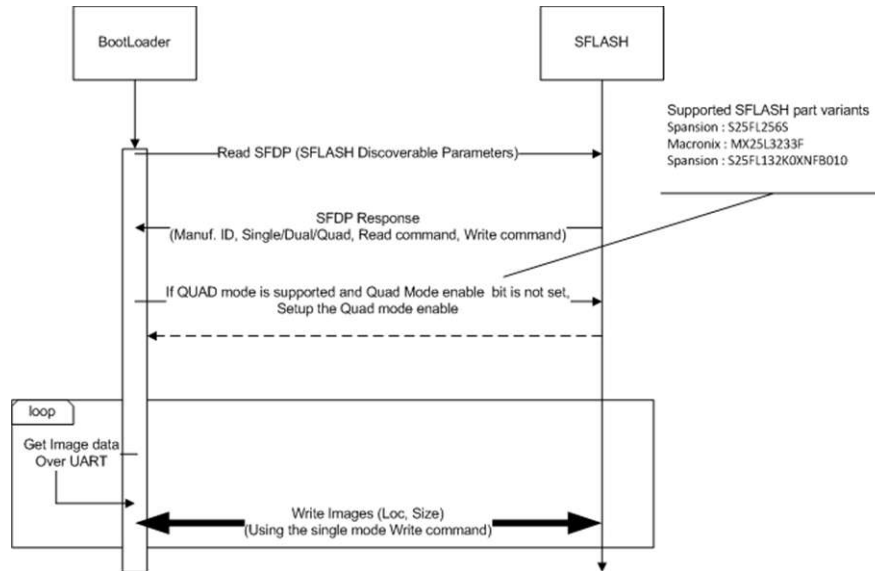 BootLoader
SFLASH
Supported SFLASH part variants
Spansion : S25FL256S
Macronix : MX25L3233F
Spansion : S25FL132K0XNFB010
Read SFDP (SFLASH Discoverable Parameters)
SFDP Response
(Manuf. ID, Single/Dual/Quad, Read command, Write command)
If QUAD mode is supported and Quad Mode enable bit is not set,
Setup the Quad mode enable
loop
Get Image data
Over UART
Write Images (Loc, Size)
(Using the single mode Write command)